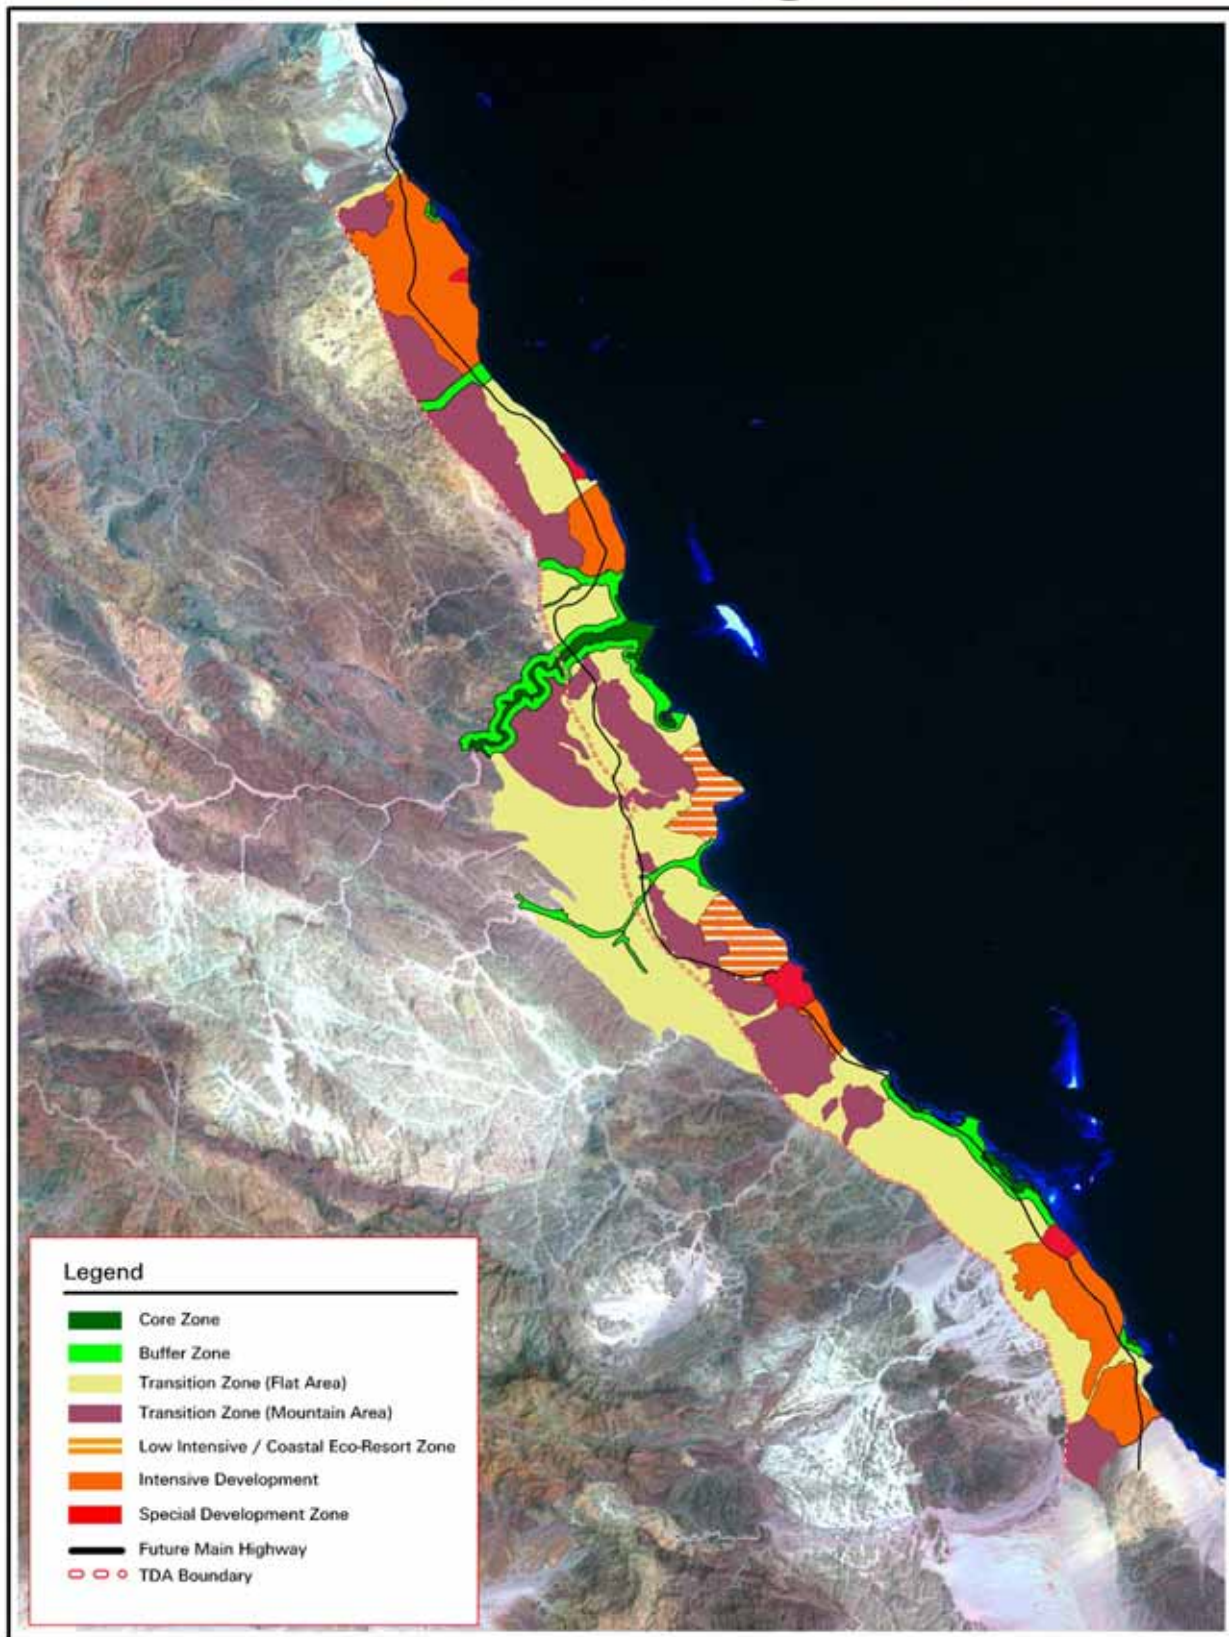 Legend
Core Zone
Buffer Zone
Transition Zone (Flat Area)
Transition Zone (Mountain Area)
Low Intensive / Coastal Eco-Resort Zone
Intensive Development
Special Development Zone
Future Main Highway
TDA Boundary